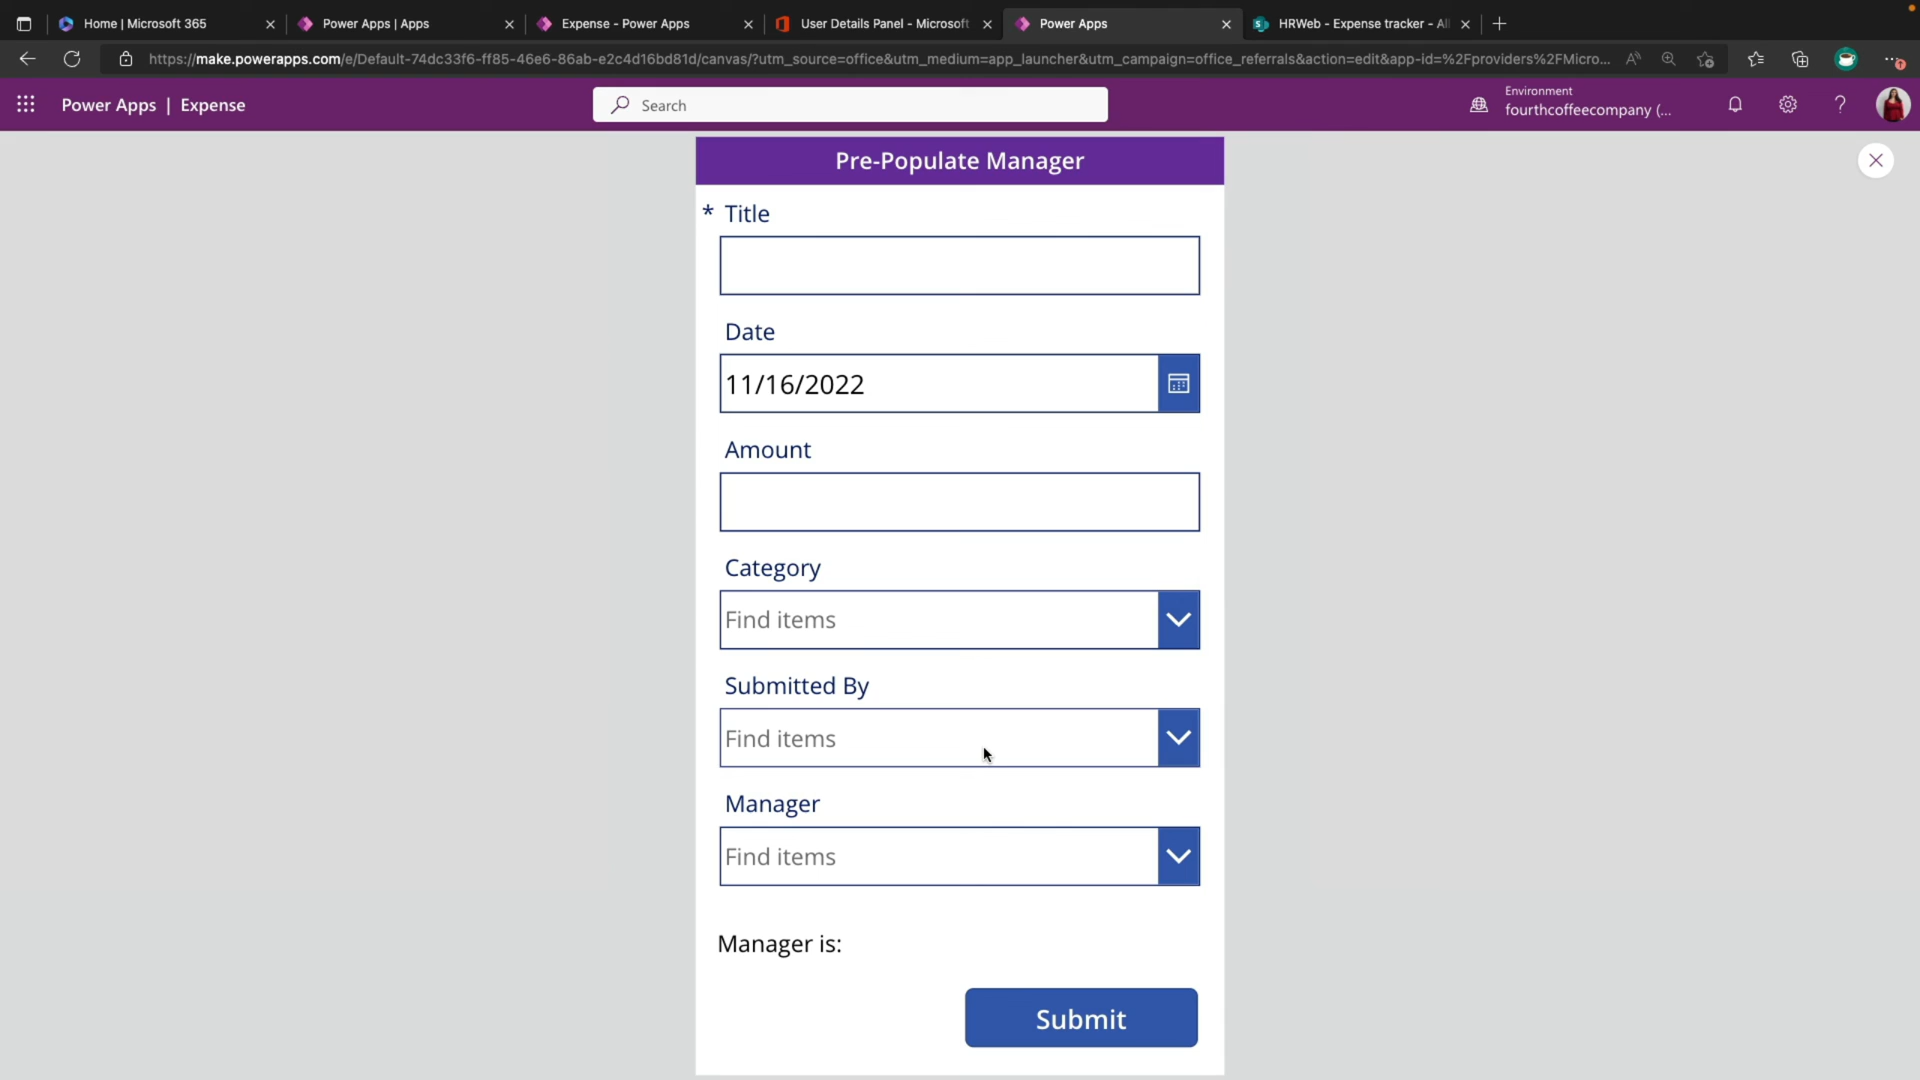 Home | Microsoft 365
Power Apps | Apps
Expense - Power Apps
User Details Panel - Microsoft
Power Apps
HRWeb - Expense tracker - All
https://make.powerapps.com/e/Default-74dc33f6-ff85-46e6-86ab-e2c4d16bd81d/canvas/?utm_source=office&utm_medium=app_launcher&utm_campaign=office_referrals&action=edit&app-id=%2Fproviders%2FMicro...
Power Apps | Expense
Search
Environment
fourthcoffeecompany (...
Pre-Populate Manager
* Title
Date
11/16/2022
Amount
Category
Find items
Submitted By
Find items
Manager
Find items
Manager is:
Submit